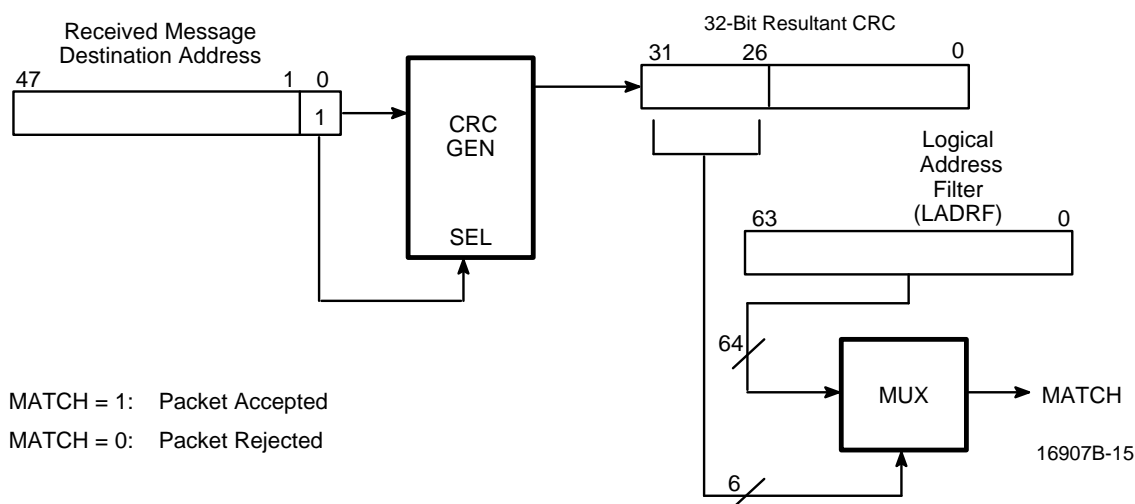 Received Message
Destination Address
47 1 0
1
CRC
GEN
SEL
32-Bit Resultant CRC
31 26 0
Logical
Address
Filter
(LADRF)
63 0
64
MUX
MATCH
6
MATCH = 1: Packet Accepted
MATCH = 0: Packet Rejected
16907B-15